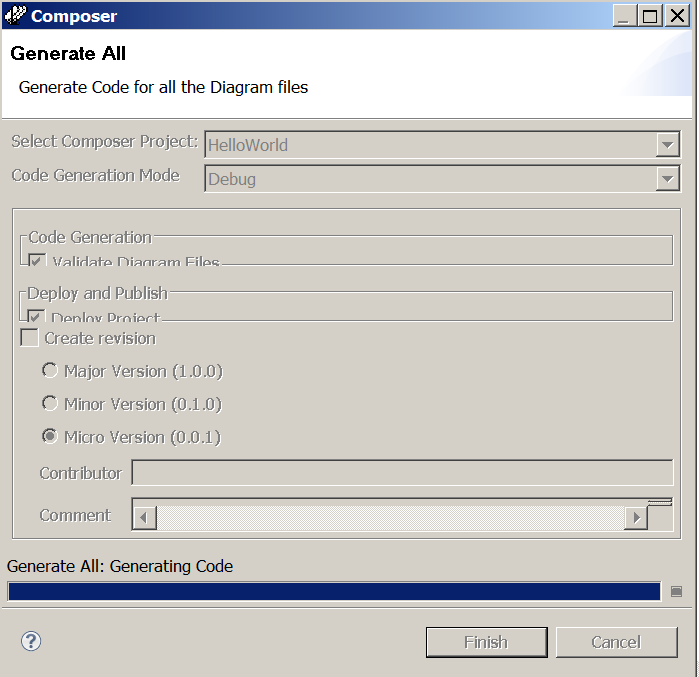 Composer
Generate All
Generate Code for all the Diagram files
Select Composer Project: HelloWorld
Code Generation Mode Debug
Code Generation
Validate Diagram Files
Deploy and Publish
Deploy Project
Create revision
Major Version (1.0.0)
Minor Version (0.1.0)
Micro Version (0.0.1)
Contributor
Comment
Generate All: Generating Code
?
Finish Cancel